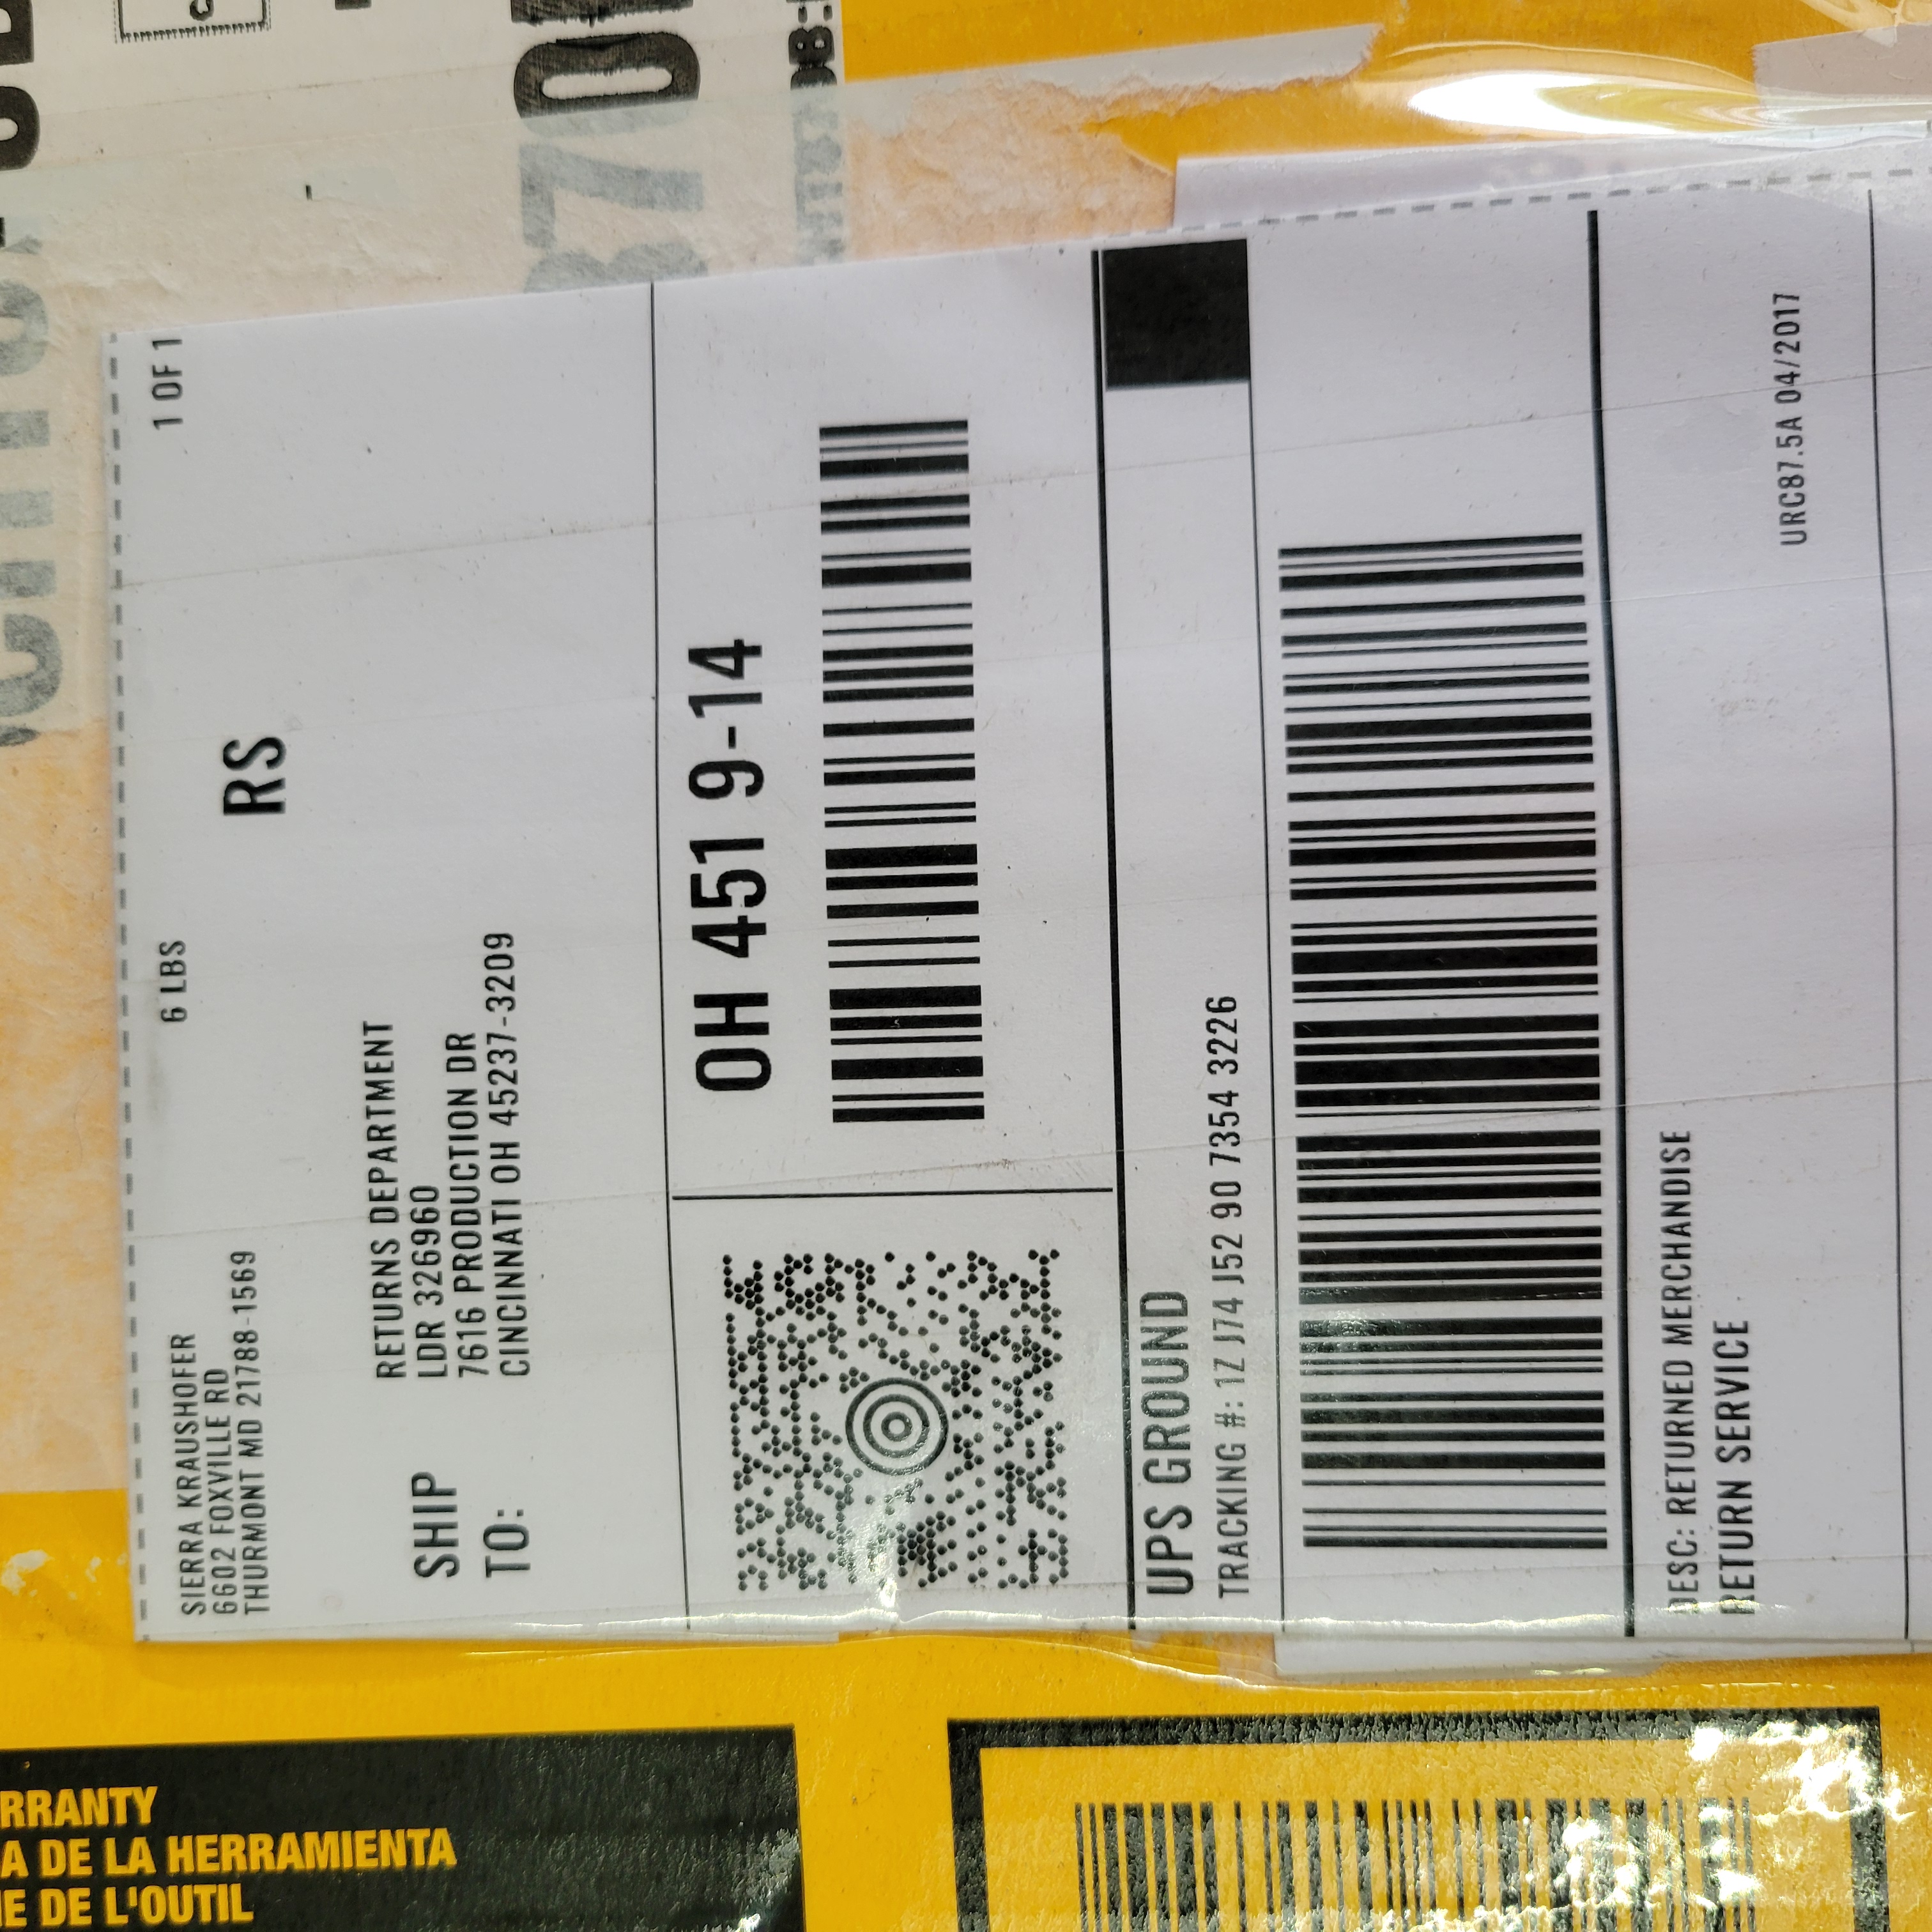 SIERRA KRAUSHOFER
6602 FOXVILLE RD
THURMONT MD 21788-1569
6 LBS
1 OF 1
RS
SHIP
TO:
RETURNS DEPARTMENT
LDR 326960
7616 PRODUCTION DR
CINCINNATI OH 45237-3209
OH 451 9-14
UPS GROUND
TRACKING #: 1Z J74 J52 90 7354 3226
DESC: RETURNED MERCHANDISE
RETURN SERVICE
URC87.5A 04/2017
RRANTY
A DE LA HERRAMIENTA
E DE L'OUTIL